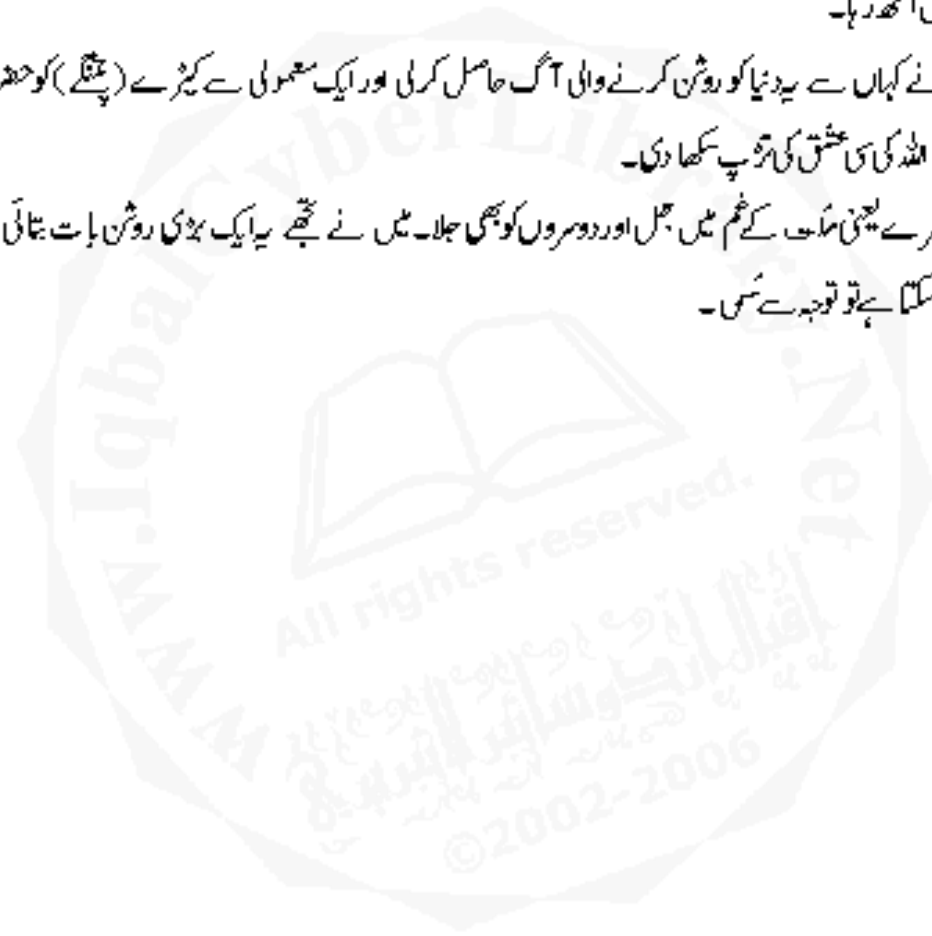 نے کہاں سے یہ دنیا کو روشن کرنے والی آگ حاصل کر لی اور ایک معمولی سے کیڑے (پتنگے) کو
اللہ کی سی عشق کی تڑپ سکھا دی۔
یعنی ملت کے غم میں جل اور دوسروں کو بھی جلا۔ میں نے تجھے یہ ایک بڑی روشن بات بتائی
سکتا ہے تو توجہ سے سُن۔
www.IqbalCyberLibrary.Net
All rights reserved.
©2002-2006